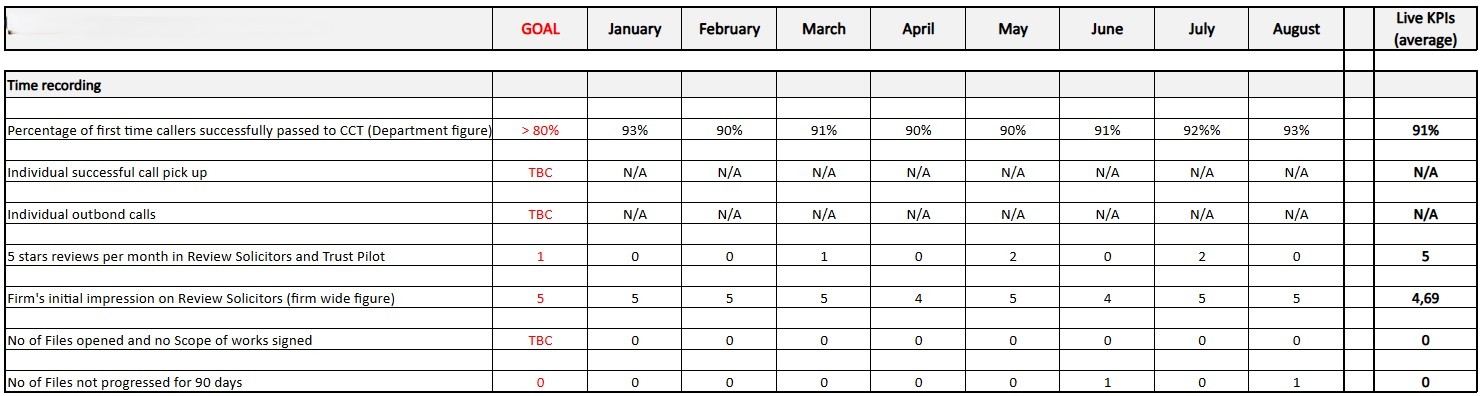 GOAL January February March April May June July August Live KPIs (average)
Time recording
Percentage of first time callers successfully passed to CCT (Department figure) > 80% 93% 90% 91% 90% 90% 91% 92%% 93% 91%
Individual successful call pick up TBC N/A N/A N/A N/A N/A N/A N/A N/A N/A
Individual outbond calls TBC N/A N/A N/A N/A N/A N/A N/A N/A N/A
5 stars reviews per month in Review Solicitors and Trust Pilot 1 0 0 1 0 2 0 2 0 5
Firm's initial impression on Review Solicitors (firm wide figure) 5 5 5 5 4 5 4 5 5 4,69
No of Files opened and no Scope of works signed TBC 0 0 0 0 0 0 0 0 0
No of Files not progressed for 90 days 0 0 0 0 0 0 1 0 1 0